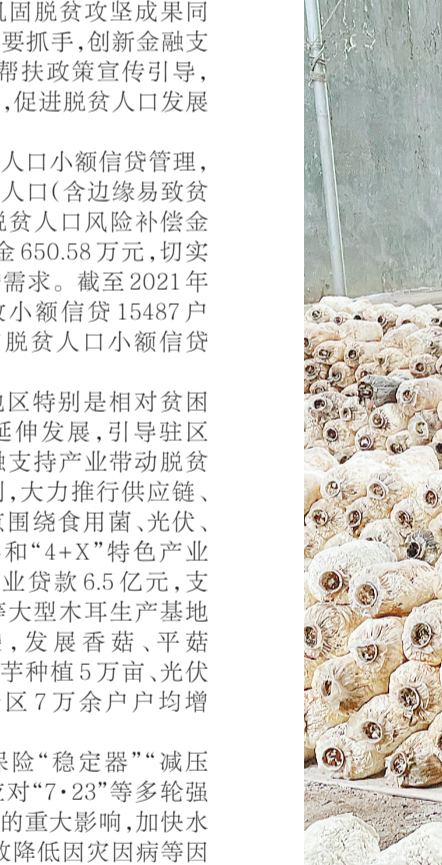 固脱贫攻坚成果同
要抓手,创新金融支
帮扶政策宣传引导,
,促进脱贫人口发展
人口小额信贷管理,
人口(含边缘易致贫
脱贫人口风险补偿金
金650.58万元,切实
需求。截至2021年
小额信贷15487户
脱贫人口小额信贷
地区特别是相对贫困
延伸发展,引导驻区
融支持产业带动脱贫
,大力推行供应链、
围绕食用菌、光伏、
和“4+X”特色产业
业贷款6.5亿元,支
等大型木耳生产基地
,发展香菇、平菇
芋种植5万亩、光伏
区7万余户户均增
保险“稳定器”“减压
应对“7·23”等多轮强
的重大影响,加快水
效降低因灾因病等因